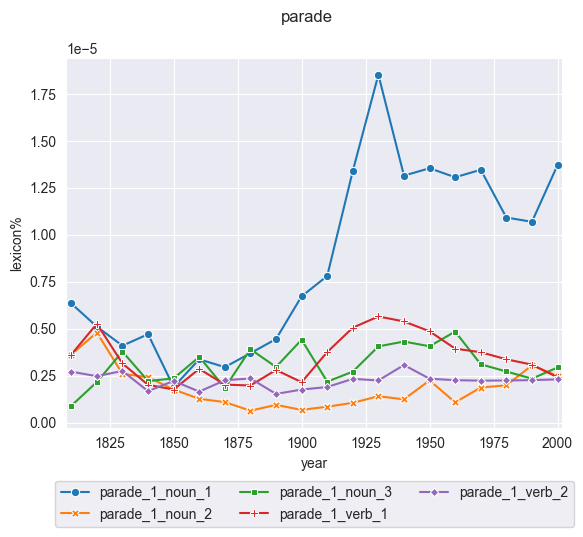 parade
1e−5
1.75
1.50
1.25
1.00
0.75
0.50
0.25
0.00
lexicon%
1825 1850 1875 1900 1925 1950 1975 2000
year
parade_1_noun_1 parade_1_noun_3 parade_1_verb_2
parade_1_noun_2 parade_1_verb_1